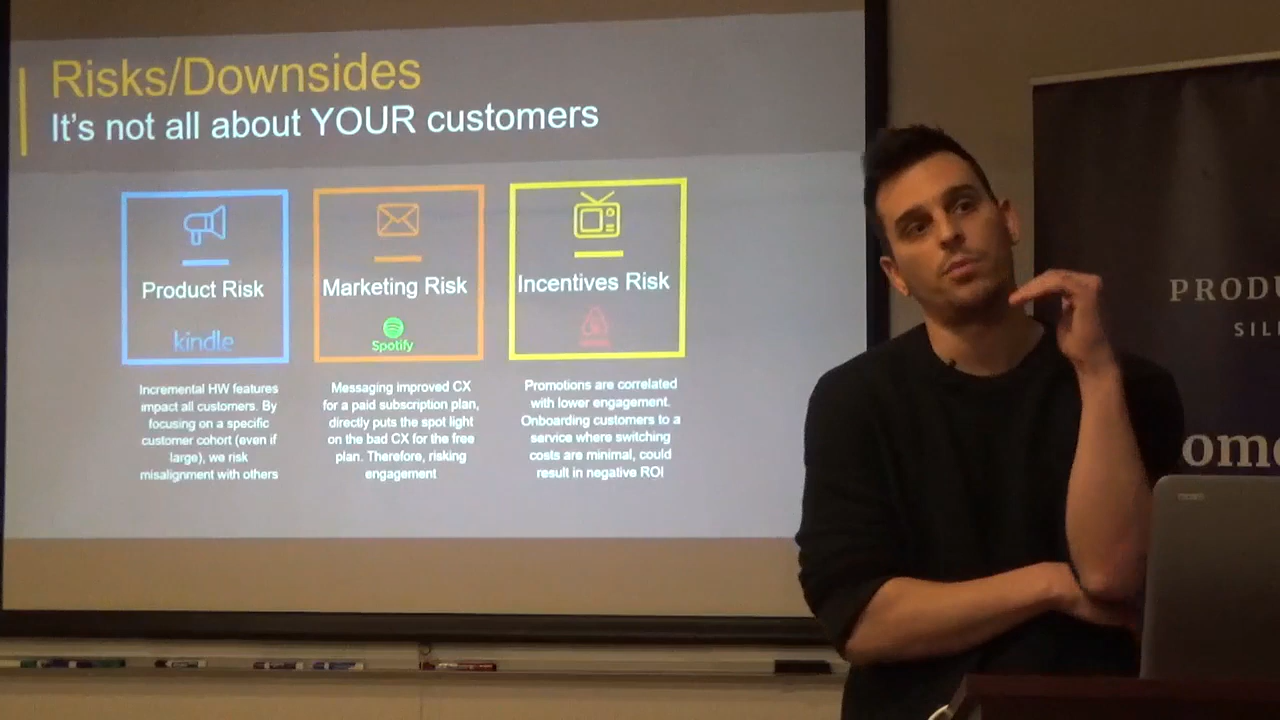 Risks/Downsides
It's not all about YOUR customers
Product Risk
kindle
Incremental HW features
impact all customers. By
focusing on a specific
customer cohort (even if
large), we risk
misalignment with others
Marketing Risk
Spotify
Messaging improved CX
for a paid subscription plan,
directly puts the spot light
on the bad CX for the free
plan. Therefore, risking
engagement
Incentives Risk
airbnb
Promotions are correlated
with lower engagement.
Onboarding customers to a
service where switching
costs are minimal, could
result in negative ROI
PRODU
SIL
ome